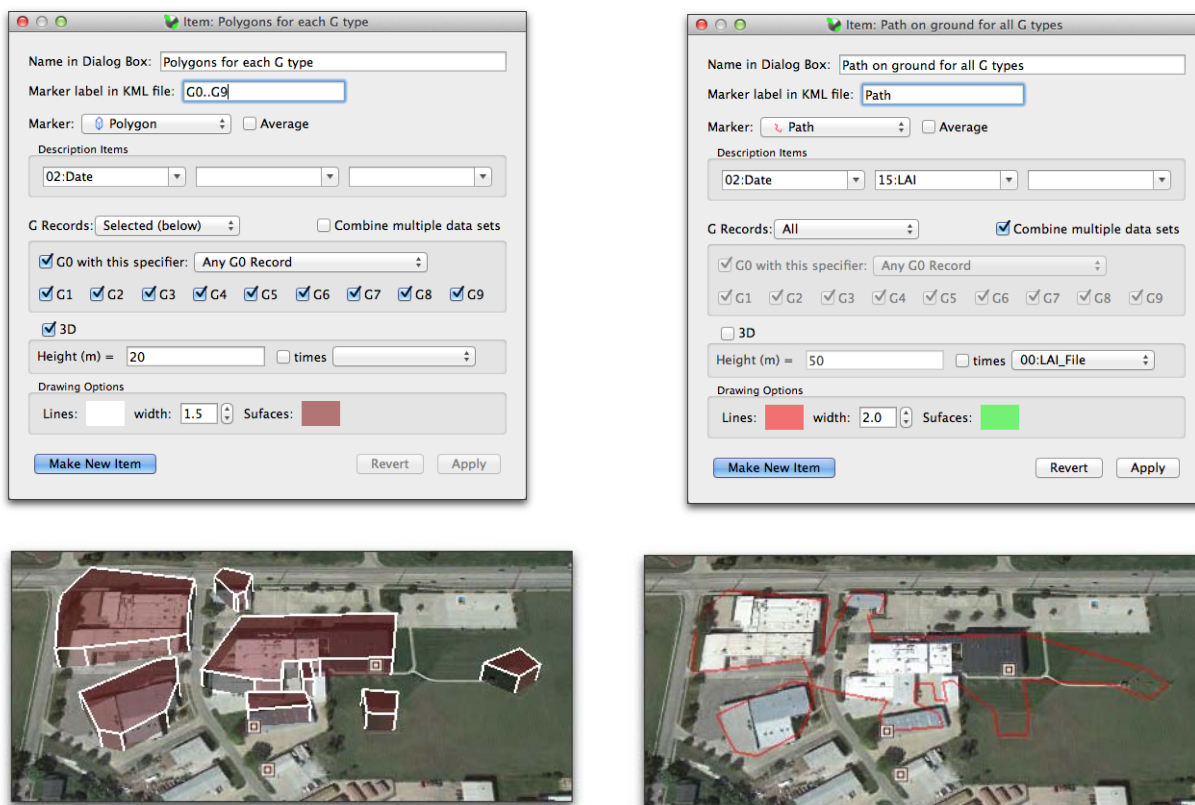 Item: Polygons for each G type
Name in Dialog Box: Polygons for each G type
Marker label in KML file: G0..G9
Marker: Polygon Average
Description Items
02:Date
G Records: Selected (below) Combine multiple data sets
G0 with this specifier: Any G0 Record
G1 G2 G3 G4 G5 G6 G7 G8 G9
3D
Height (m) = 20 times
Drawing Options
Lines: width: 1.5 Sufaces:
Make New Item Revert Apply
Item: Path on ground for all G types
Name in Dialog Box: Path on ground for all G types
Marker label in KML file: Path
Marker: Path Average
Description Items
02:Date 15:LAI
G Records: All Combine multiple data sets
G0 with this specifier: Any G0 Record
G1 G2 G3 G4 G5 G6 G7 G8 G9
3D
Height (m) = 50 times 00:LAI_File
Drawing Options
Lines: width: 2.0 Sufaces:
Make New Item Revert Apply